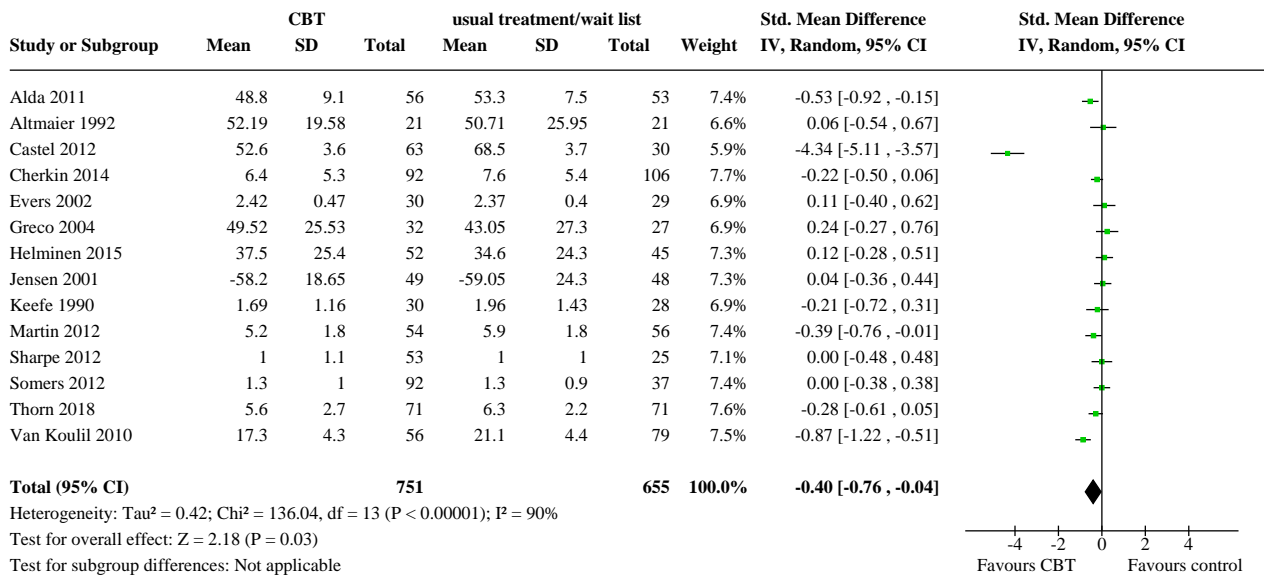 CBT usual treatment/wait list Std. Mean Difference Std. Mean Difference
Study or Subgroup Mean SD Total Mean SD Total Weight IV, Random, 95% CI IV, Random, 95% CI
Alda 2011 48.8 9.1 56 53.3 7.5 53 7.4% -0.53 [-0.92 , -0.15]
Altmaier 1992 52.19 19.58 21 50.71 25.95 21 6.6% 0.06 [-0.54 , 0.67]
Castel 2012 52.6 3.6 63 68.5 3.7 30 5.9% -4.34 [-5.11 , -3.57]
Cherkin 2014 6.4 5.3 92 7.6 5.4 106 7.7% -0.22 [-0.50 , 0.06]
Evers 2002 2.42 0.47 30 2.37 0.4 29 6.9% 0.11 [-0.40 , 0.62]
Greco 2004 49.52 25.53 32 43.05 27.3 27 6.9% 0.24 [-0.27 , 0.76]
Helminen 2015 37.5 25.4 52 34.6 24.3 45 7.3% 0.12 [-0.28 , 0.51]
Jensen 2001 -58.2 18.65 49 -59.05 24.3 48 7.3% 0.04 [-0.36 , 0.44]
Keefe 1990 1.69 1.16 30 1.96 1.43 28 6.9% -0.21 [-0.72 , 0.31]
Martin 2012 5.2 1.8 54 5.9 1.8 56 7.4% -0.39 [-0.76 , -0.01]
Sharpe 2012 1 1.1 53 1 1 25 7.1% 0.00 [-0.48 , 0.48]
Somers 2012 1.3 1 92 1.3 0.9 37 7.4% 0.00 [-0.38 , 0.38]
Thorn 2018 5.6 2.7 71 6.3 2.2 71 7.6% -0.28 [-0.61 , 0.05]
Van Koulil 2010 17.3 4.3 56 21.1 4.4 79 7.5% -0.87 [-1.22 , -0.51]
Total (95% CI) 751 655 100.0% -0.40 [-0.76 , -0.04]
Heterogeneity: Tau² = 0.42; Chi² = 136.04, df = 13 (P < 0.00001); I² = 90%
Test for overall effect: Z = 2.18 (P = 0.03)
Test for subgroup differences: Not applicable
-4 -2 0 2 4
Favours CBT Favours control